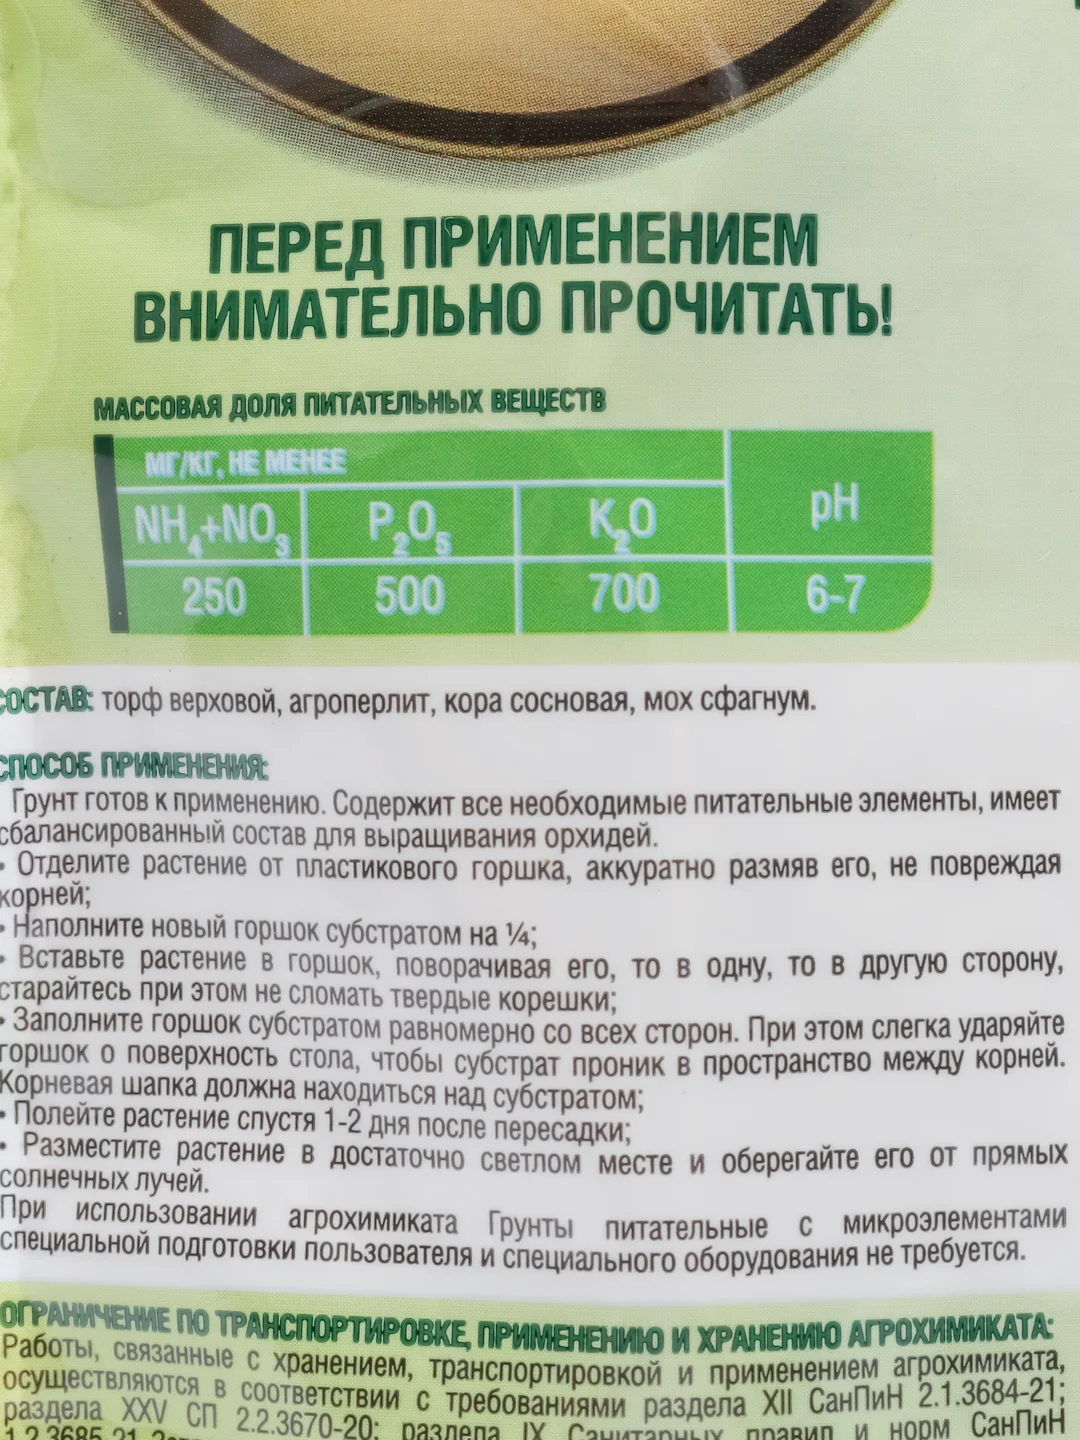 ПЕРЕД ПРИМЕНЕНИЕМ
ВНИМАТЕЛЬНО ПРОЧИТАТЬ!
МАССОВАЯ ДОЛЯ ПИТАТЕЛЬНЫХ ВЕЩЕСТВ
МГ/КГ, НЕ МЕНЕЕ
NH₄+NO₃ P₂O₅ K₂O pH
250 500 700 6-7
СОСТАВ: торф верховой, агроперлит, кора сосновая, мох сфагнум.
СПОСОБ ПРИМЕНЕНИЯ:
Грунт готов к применению. Содержит все необходимые питательные элементы, имеет
сбалансированный состав для выращивания орхидей.
• Отделите растение от пластикового горшка, аккуратно размяв его, не повреждая
корней;
• Наполните новый горшок субстратом на ¼;
• Вставьте растение в горшок, поворачивая его, то в одну, то в другую сторону,
старайтесь при этом не сломать твердые корешки;
• Заполните горшок субстратом равномерно со всех сторон. При этом слегка ударяйте
горшок о поверхность стола, чтобы субстрат проник в пространство между корней.
Корневая шапка должна находиться над субстратом;
• Полейте растение спустя 1-2 дня после пересадки;
• Разместите растение в достаточно светлом месте и оберегайте его от прямых
солнечных лучей.
При использовании агрохимиката Грунты питательные с микроэлементами
специальной подготовки пользователя и специального оборудования не требуется.
ОГРАНИЧЕНИЕ ПО ТРАНСПОРТИРОВКЕ, ПРИМЕНЕНИЮ И ХРАНЕНИЮ АГРОХИМИКАТА:
Работы, связанные с хранением, транспортировкой и применением агрохимиката,
осуществляются в соответствии с требованиями раздела XII СанПиН 2.1.3684-21;
раздела XXV СП 2.2.3670-20; раздела IX Санитарных правил и норм СанПиН
1.2.3685-21